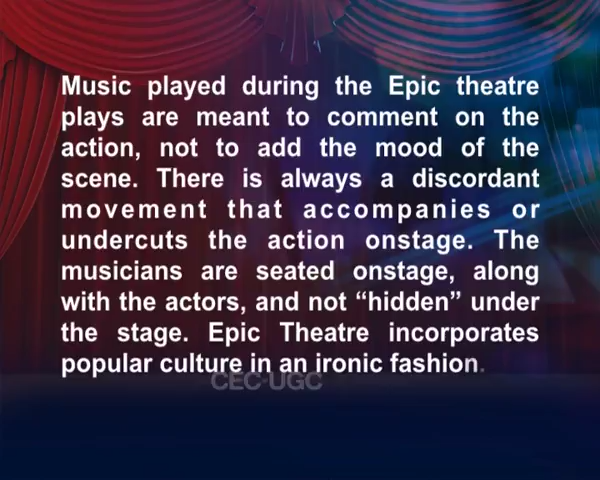 Music played during the Epic theatre
plays are meant to comment on the
action, not to add the mood of the
scene. There is always a discordant
movement that accompanies or
undercuts the action onstage. The
musicians are seated onstage, along
with the actors, and not “hidden” under
the stage. Epic Theatre incorporates
popular culture in an ironic fashion.
CEC-UGC